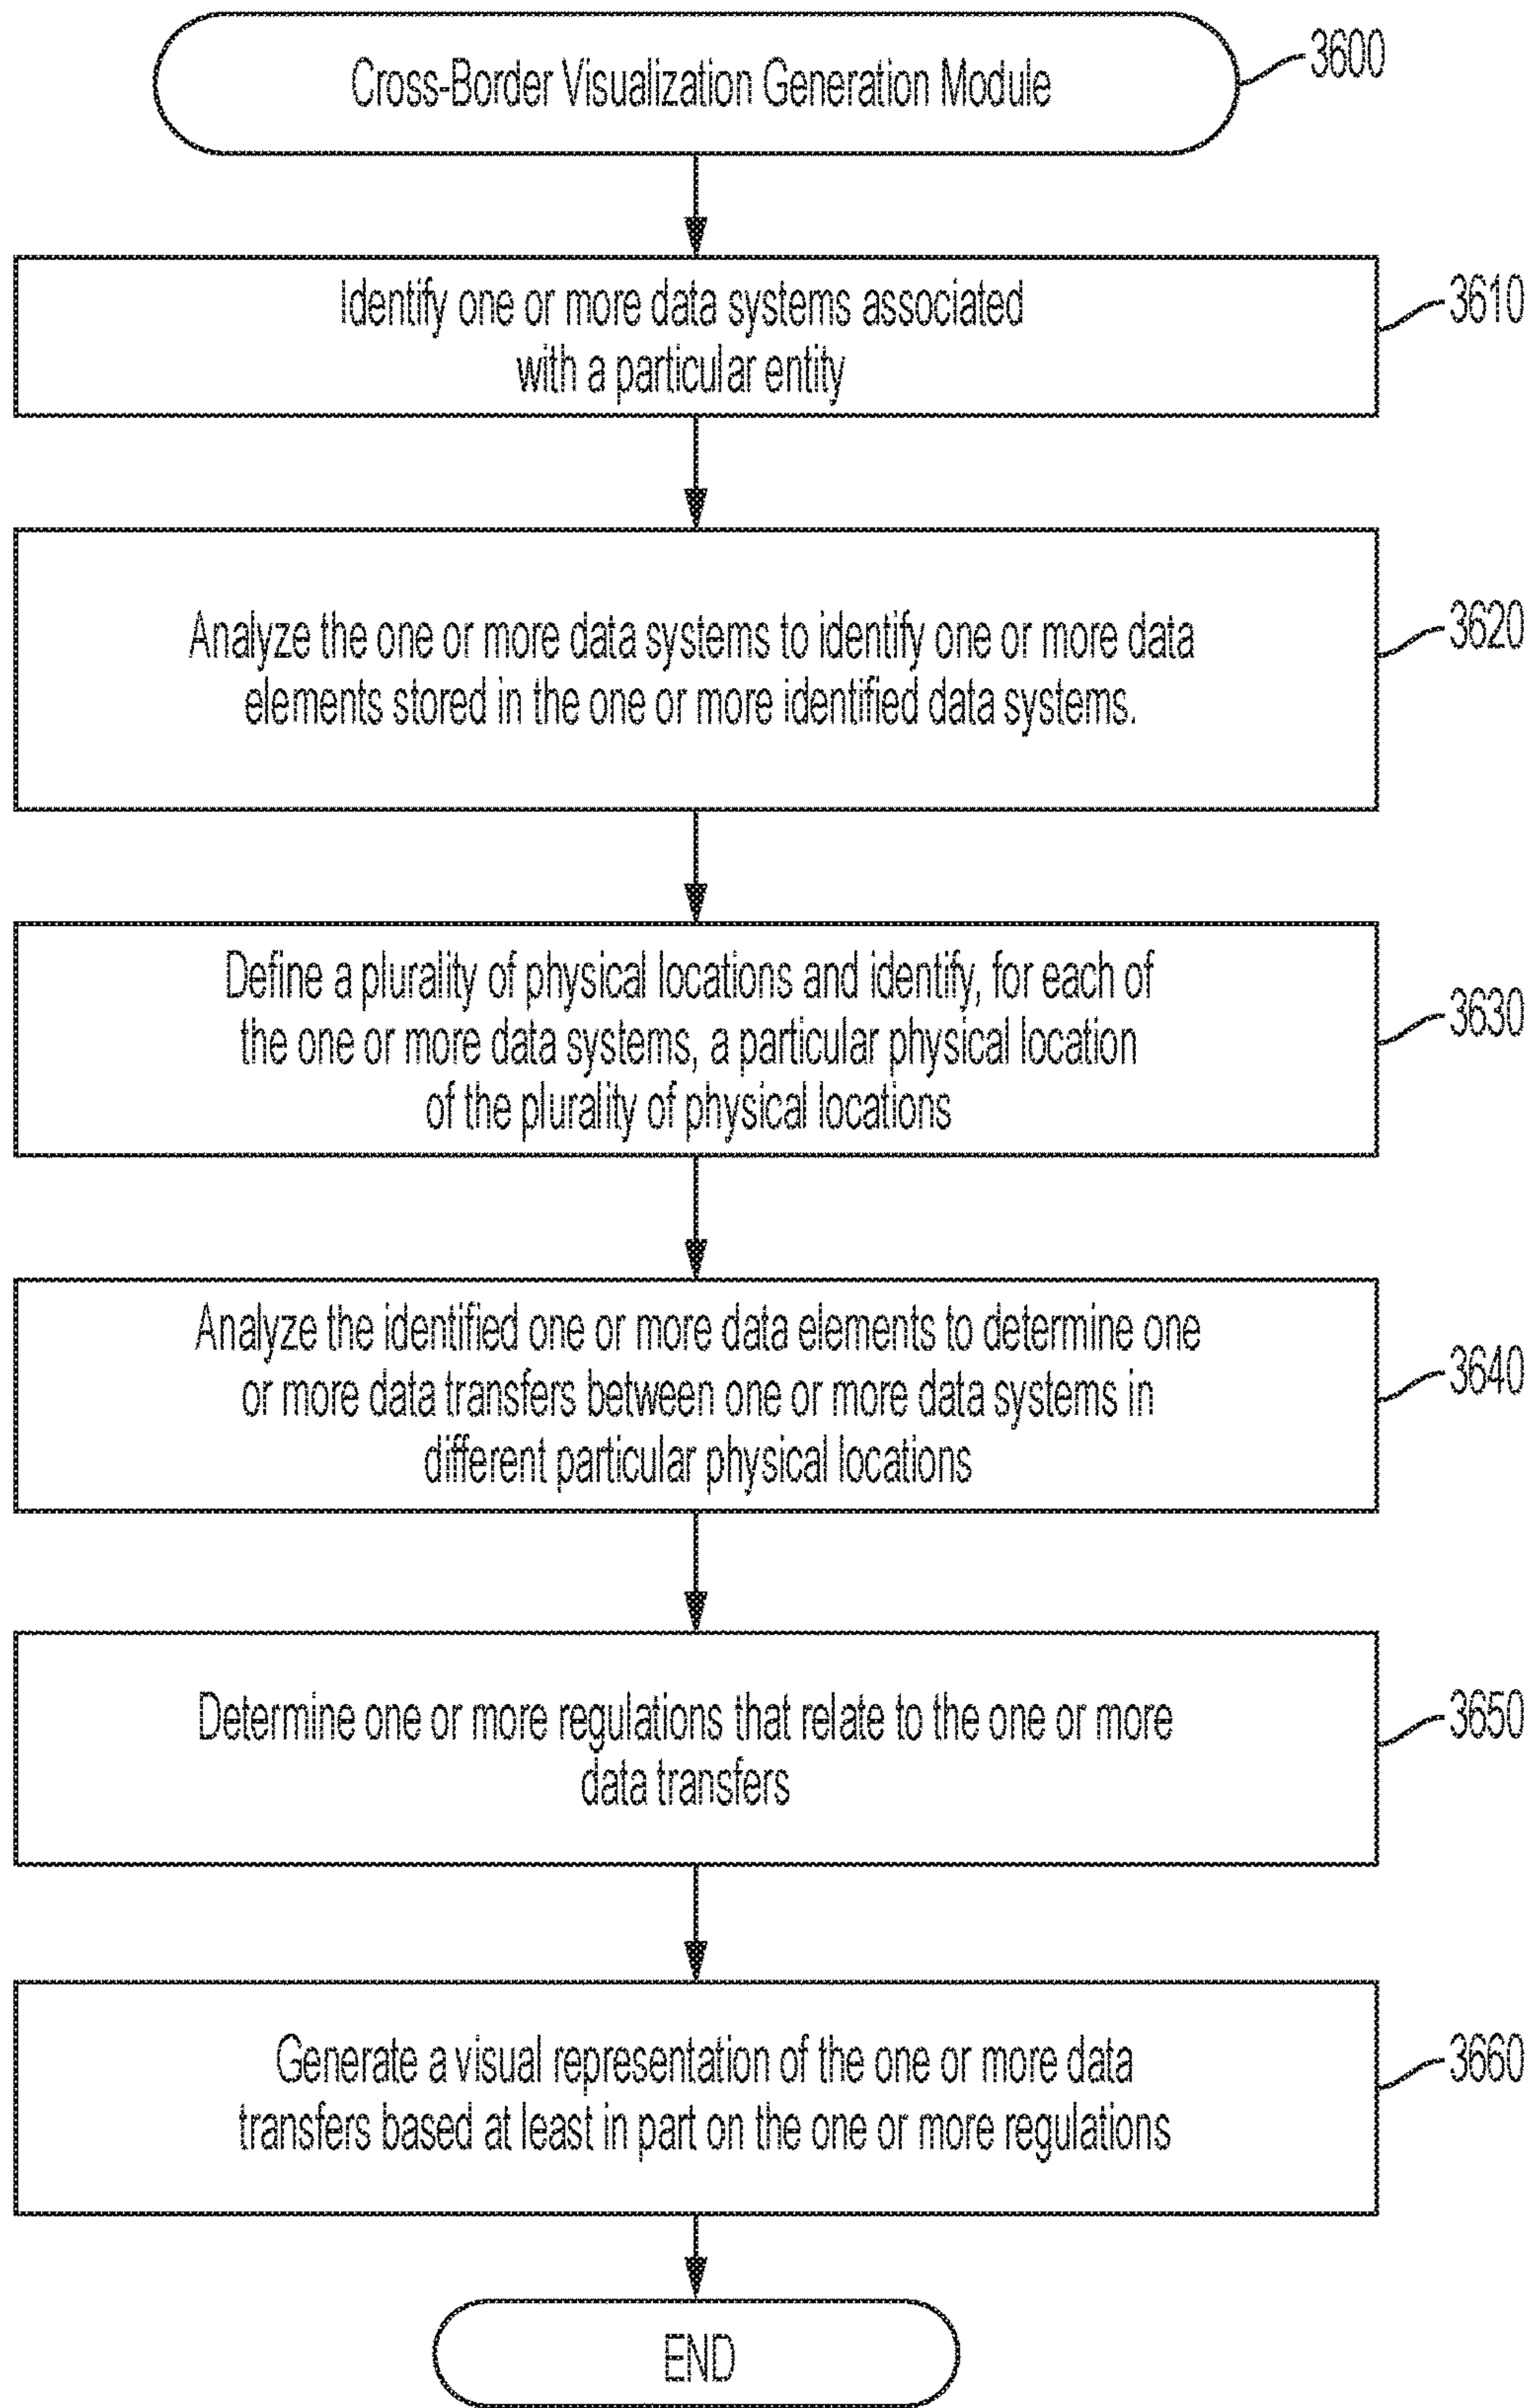 Cross-Border Visualization Generation Module
3600
Identify one or more data systems associated
with a particular entity
3610
Analyze the one or more data systems to identify one or more data
elements stored in the one or more identified data systems.
3620
Define a plurality of physical locations and identify, for each of
the one or more data systems, a particular physical location
of the plurality of physical locations
3630
Analyze the identified one or more data elements to determine one
or more data transfers between one or more data systems in
different particular physical locations
3640
Determine one or more regulations that relate to the one or more
data transfers
3650
Generate a visual representation of the one or more data
transfers based at least in part on the one or more regulations
3660
END